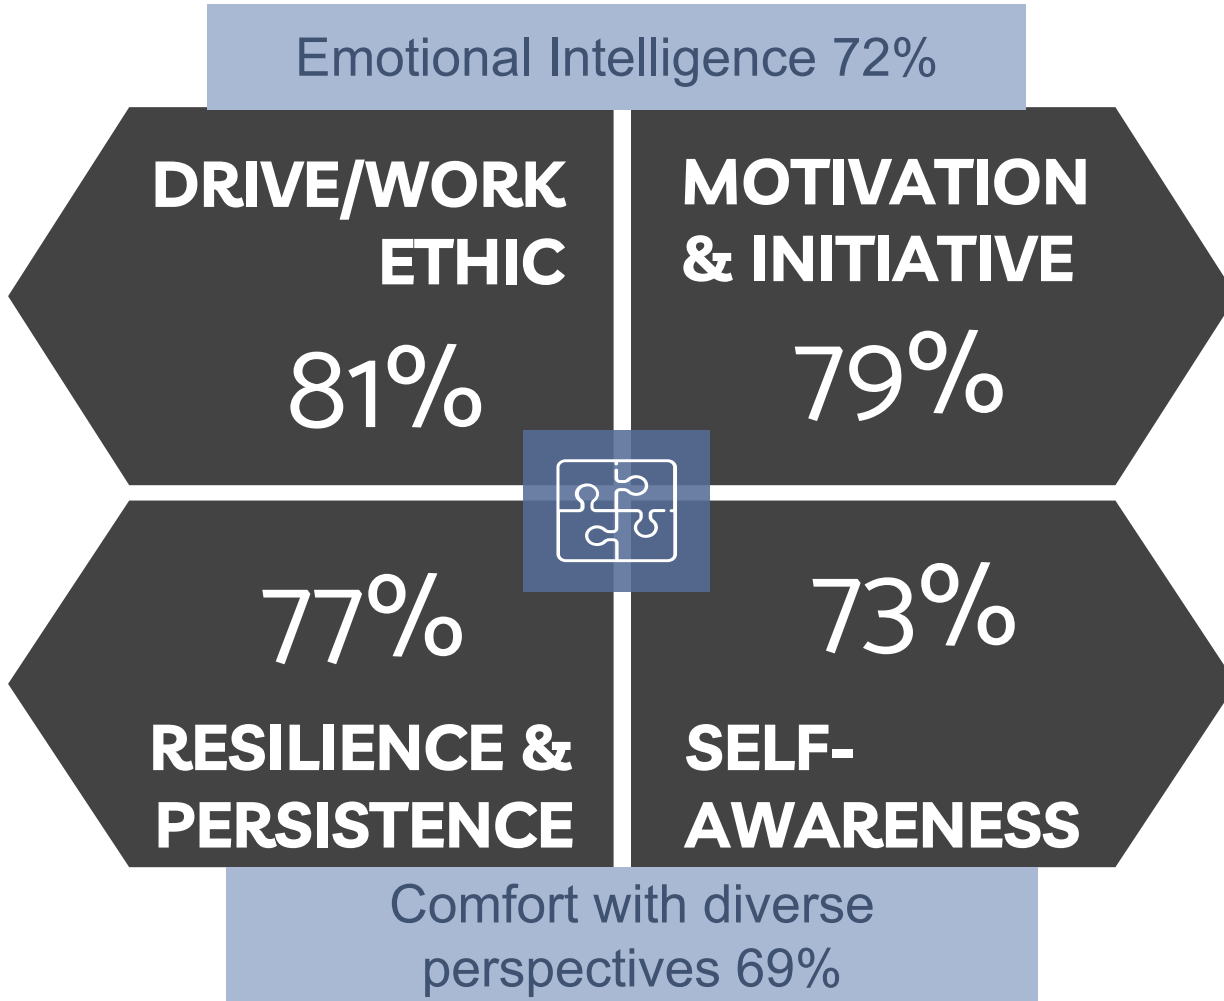 Emotional Intelligence 72%
DRIVE/WORK
ETHIC
81%
MOTIVATION
& INITIATIVE
79%
77%
RESILIENCE &
PERSISTENCE
73%
SELF-
AWARENESS
Comfort with diverse
perspectives 69%